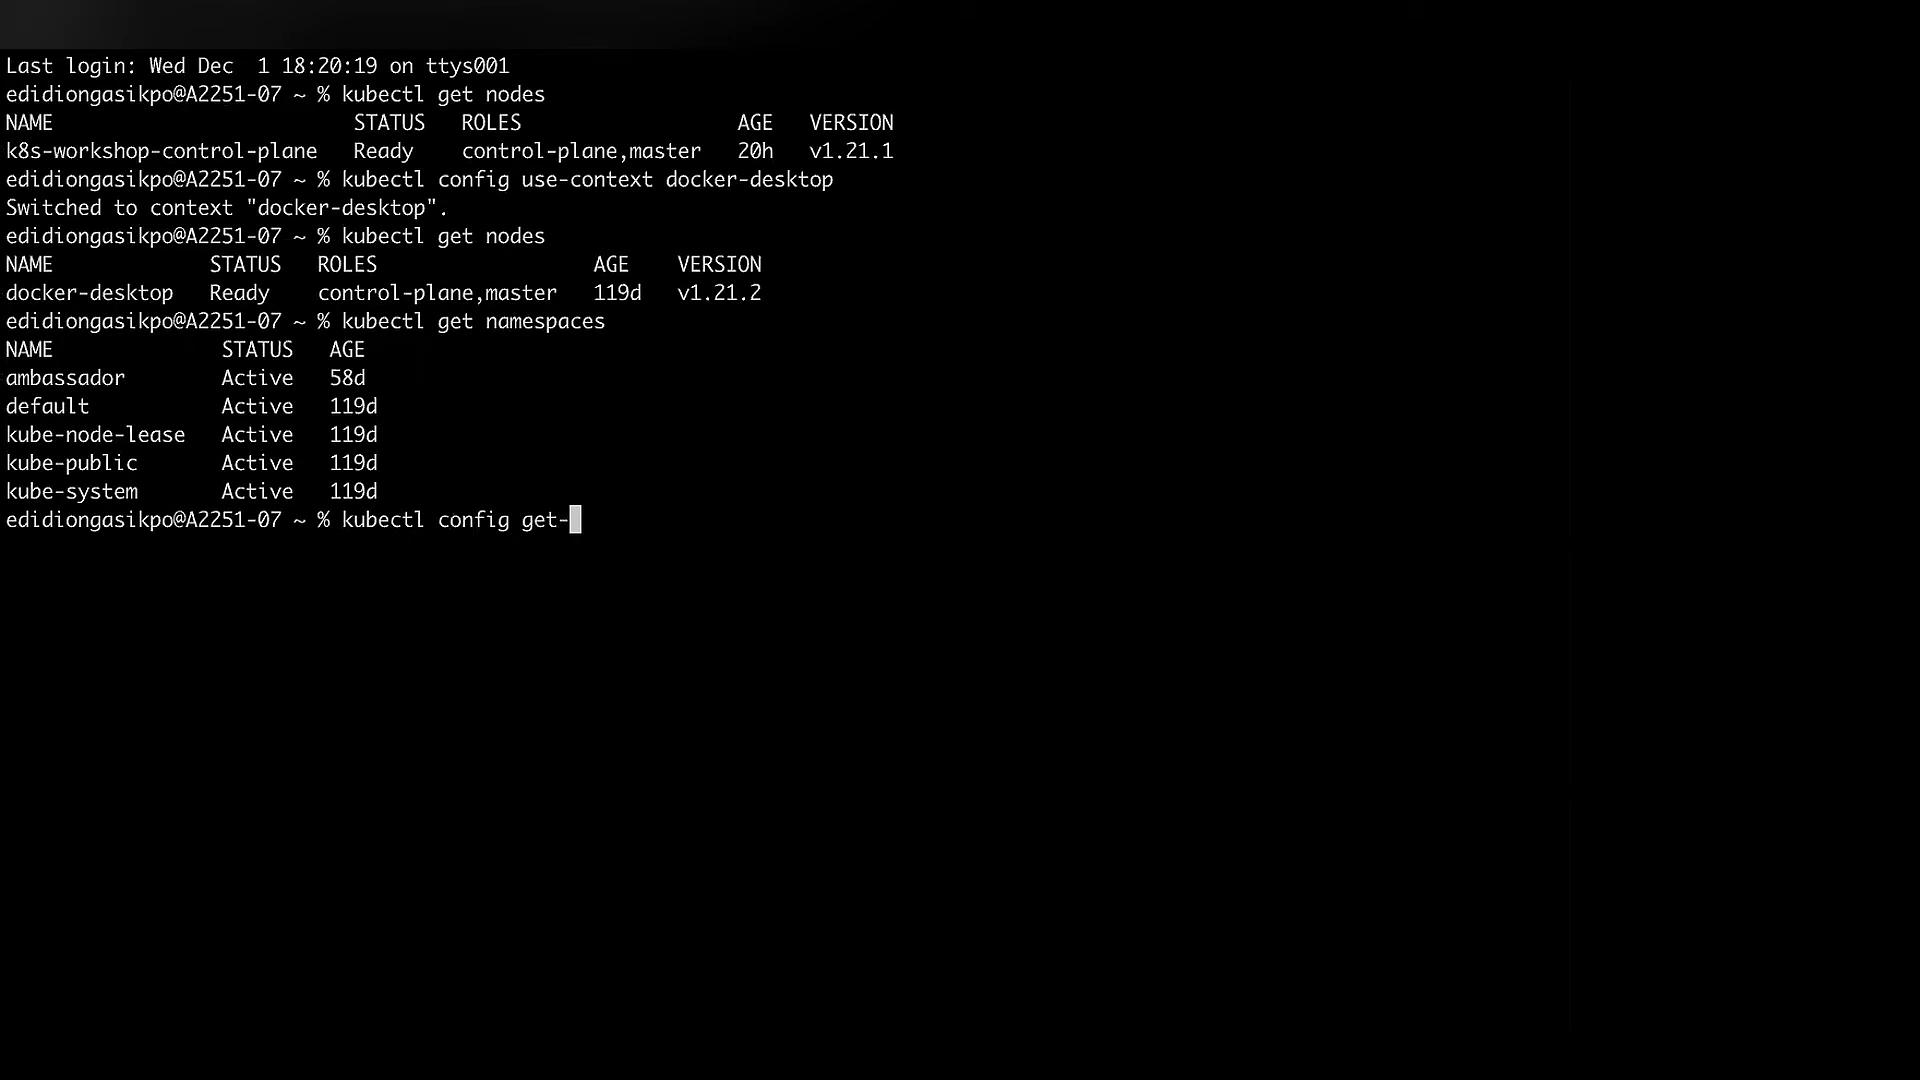 Last login: Wed Dec  1 18:20:19 on ttys001
edidiongasikpo@A2251-07 ~ % kubectl get nodes
NAME                         STATUS   ROLES                  AGE   VERSION
k8s-workshop-control-plane   Ready    control-plane,master   20h   v1.21.1
edidiongasikpo@A2251-07 ~ % kubectl config use-context docker-desktop
Switched to context "docker-desktop".
edidiongasikpo@A2251-07 ~ % kubectl get nodes
NAME             STATUS   ROLES                  AGE    VERSION
docker-desktop   Ready    control-plane,master   119d   v1.21.2
edidiongasikpo@A2251-07 ~ % kubectl get namespaces
NAME              STATUS   AGE
ambassador        Active   58d
default           Active   119d
kube-node-lease   Active   119d
kube-public       Active   119d
kube-system       Active   119d
edidiongasikpo@A2251-07 ~ % kubectl config get-